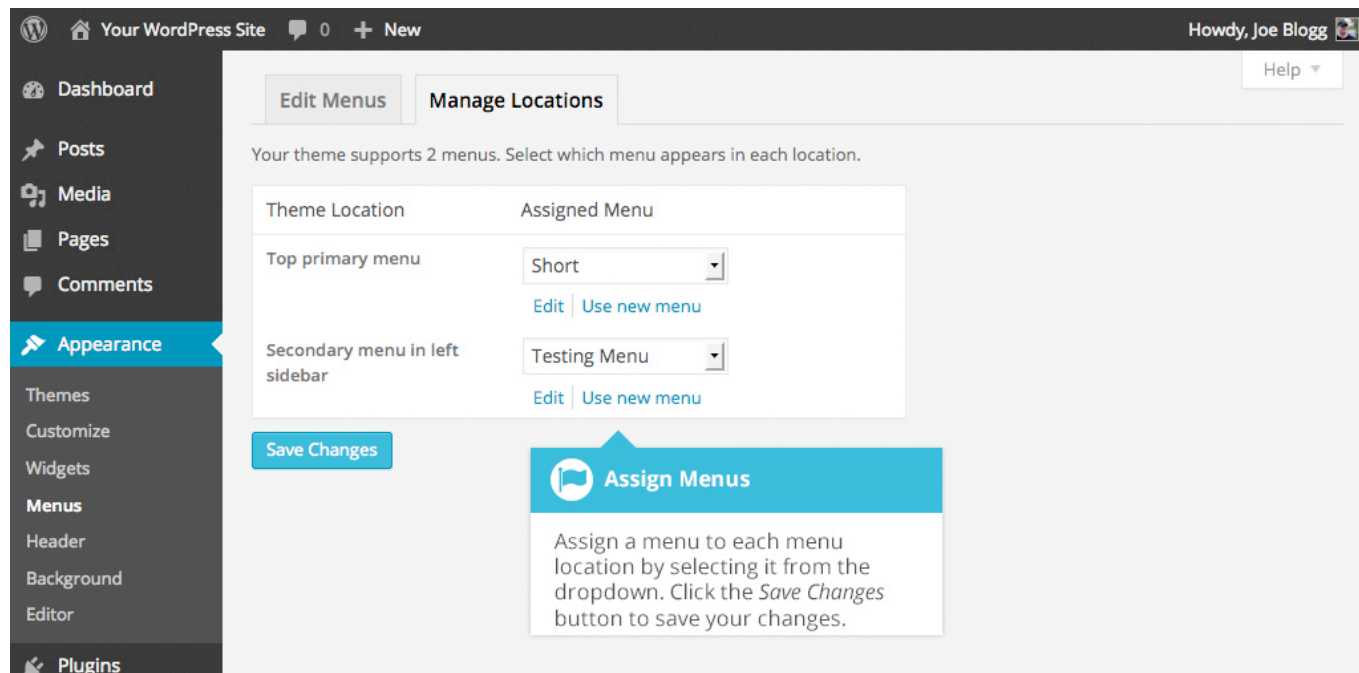 Your WordPress Site 0 + New Howdy, Joe Blogg
Help
Dashboard
Posts
Media
Pages
Comments
Appearance
Themes
Customize
Widgets
Menus
Header
Background
Editor
Plugins
Edit Menus Manage Locations
Your theme supports 2 menus. Select which menu appears in each location.
Theme Location Assigned Menu
Top primary menu Short
Edit Use new menu
Secondary menu in left
sidebar
Testing Menu
Edit Use new menu
Save Changes
Assign Menus
Assign a menu to each menu
location by selecting it from the
dropdown. Click the Save Changes
button to save your changes.